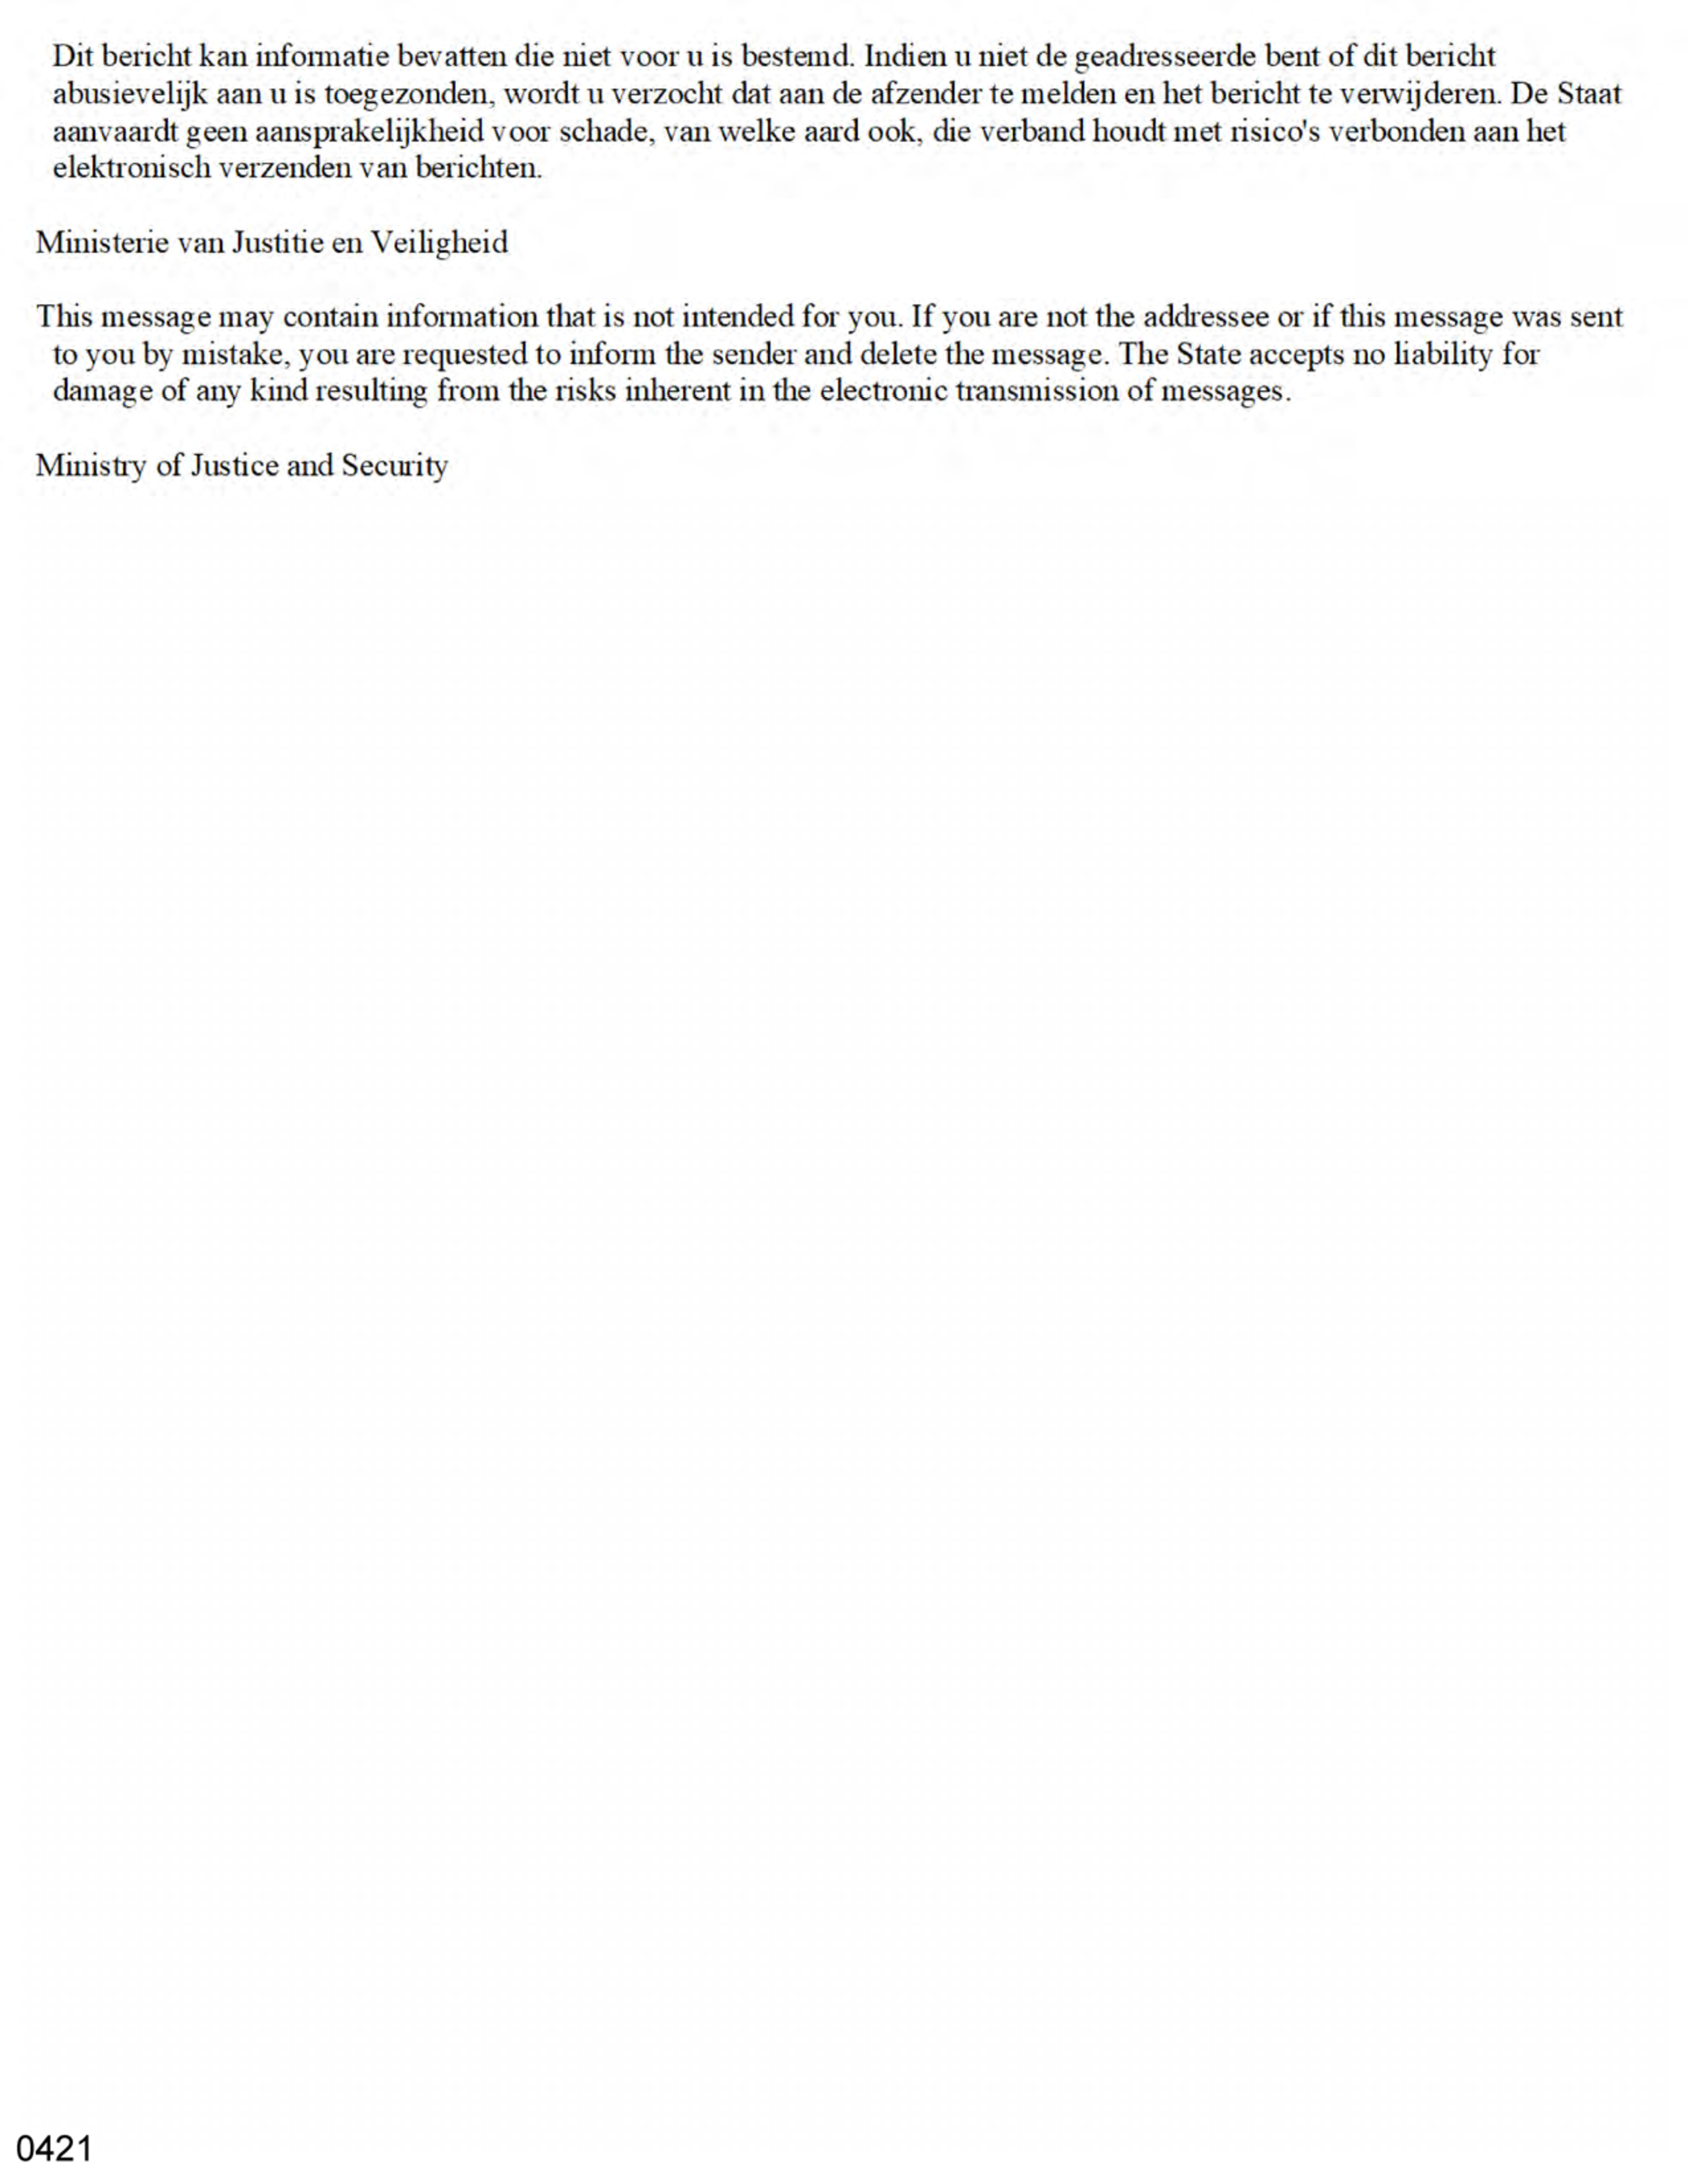 Dit bericht kan informatie bevatten die niet voor u is bestemd. Indien u niet de geadresseerde bent of dit bericht
abusievelijk aan u is toegezonden, wordt u verzocht dat aan de afzender te melden en het bericht te verwijderen. De Staat
aanvaardt geen aansprakelijkheid voor schade, van welke aard ook, die verband houdt met risico's verbonden aan het
elektronisch verzenden van berichten.
Ministerie van Justitie en Veiligheid
This message may contain information that is not intended for you. If you are not the addressee or if this message was sent
to you by mistake, you are requested to inform the sender and delete the message. The State accepts no liability for
damage of any kind resulting from the risks inherent in the electronic transmission of messages.
Ministry of Justice and Security
0421